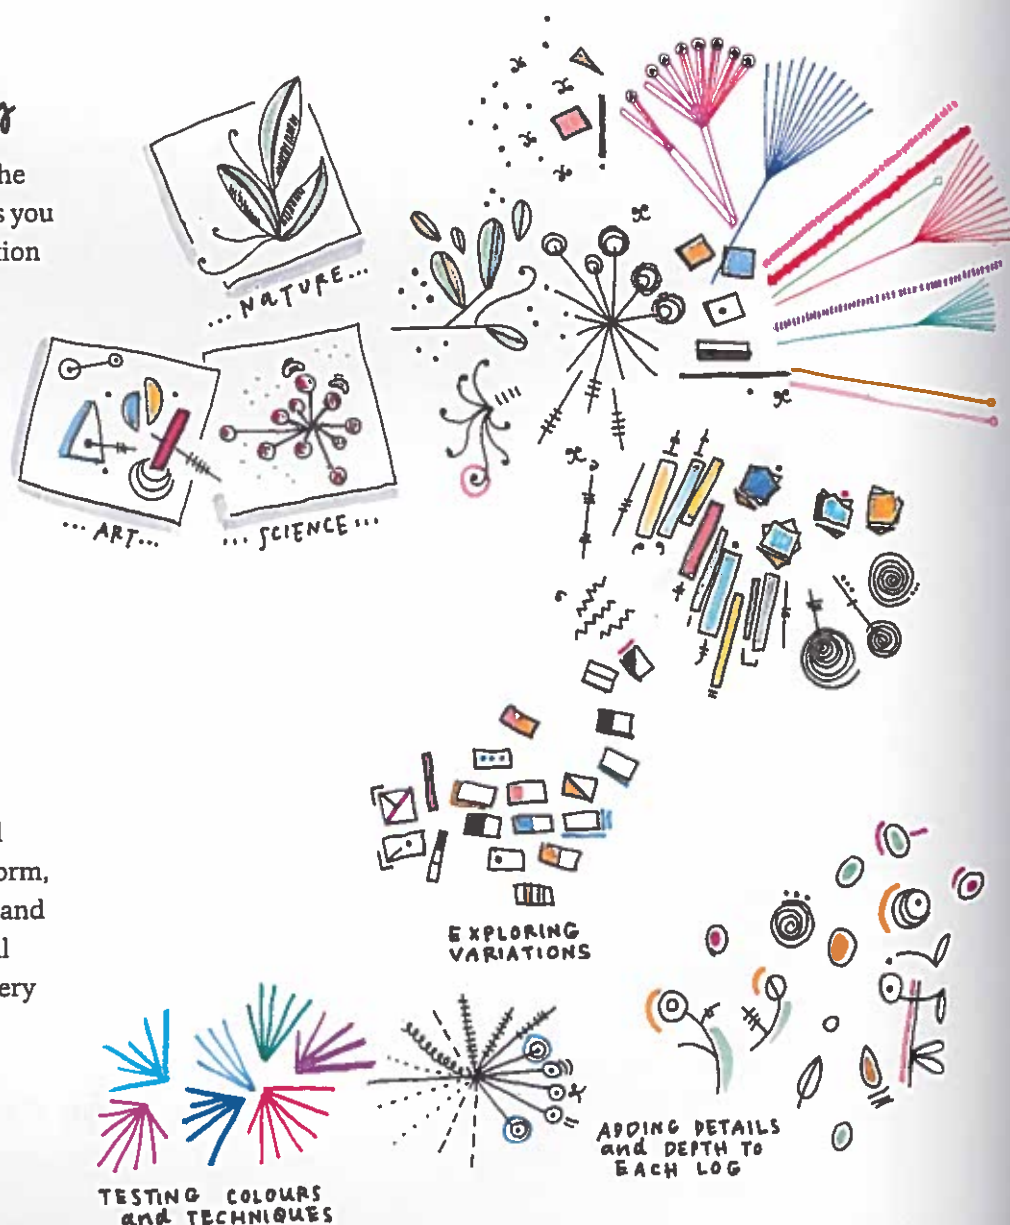 he
s you
tion
... NATURE...
... ART...
... SCIENCE ...
orm,
and
ery
EXPLORING
VARIATIONS
ADDING DETAILS
and DEPTH TO
EACH LOG
TESTING COLOURS
and TECHNIQUES